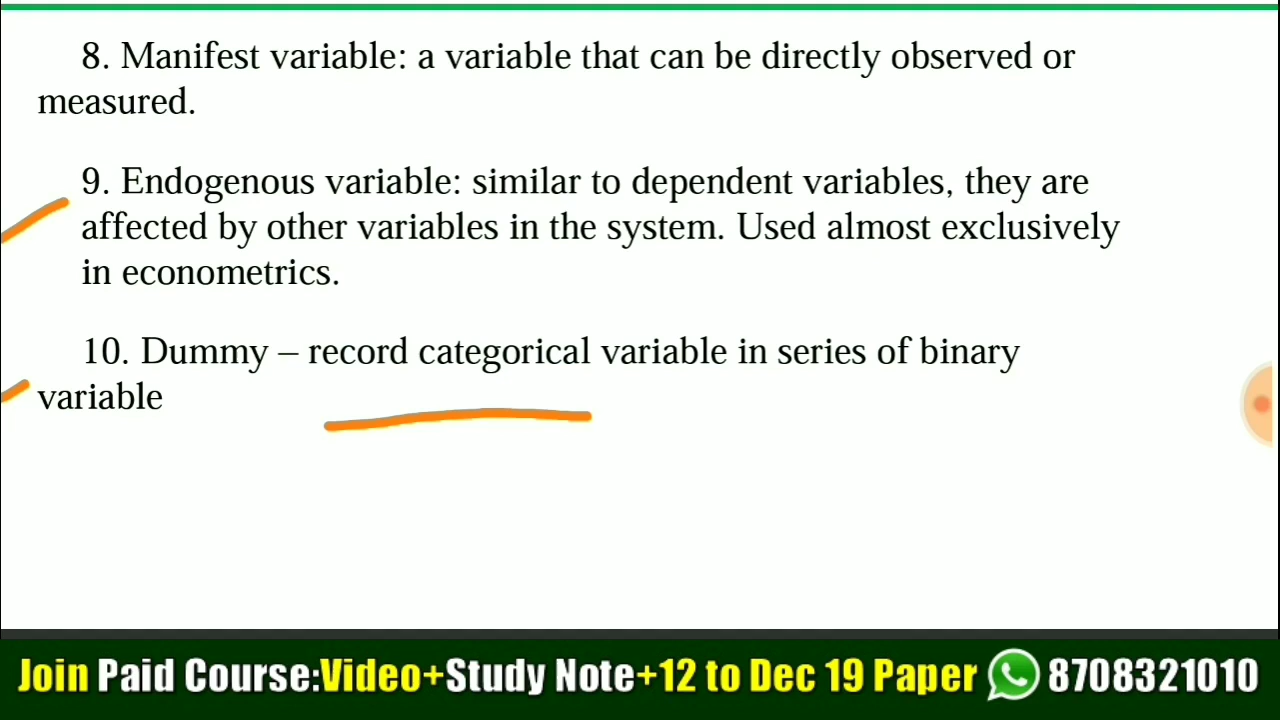 8. Manifest variable: a variable that can be directly observed or
measured.
9. Endogenous variable: similar to dependent variables, they are
affected by other variables in the system. Used almost exclusively
in econometrics.
10. Dummy – record categorical variable in series of binary
variable
Join Paid Course:Video+Study Note+12 to Dec 19 Paper 8708321010